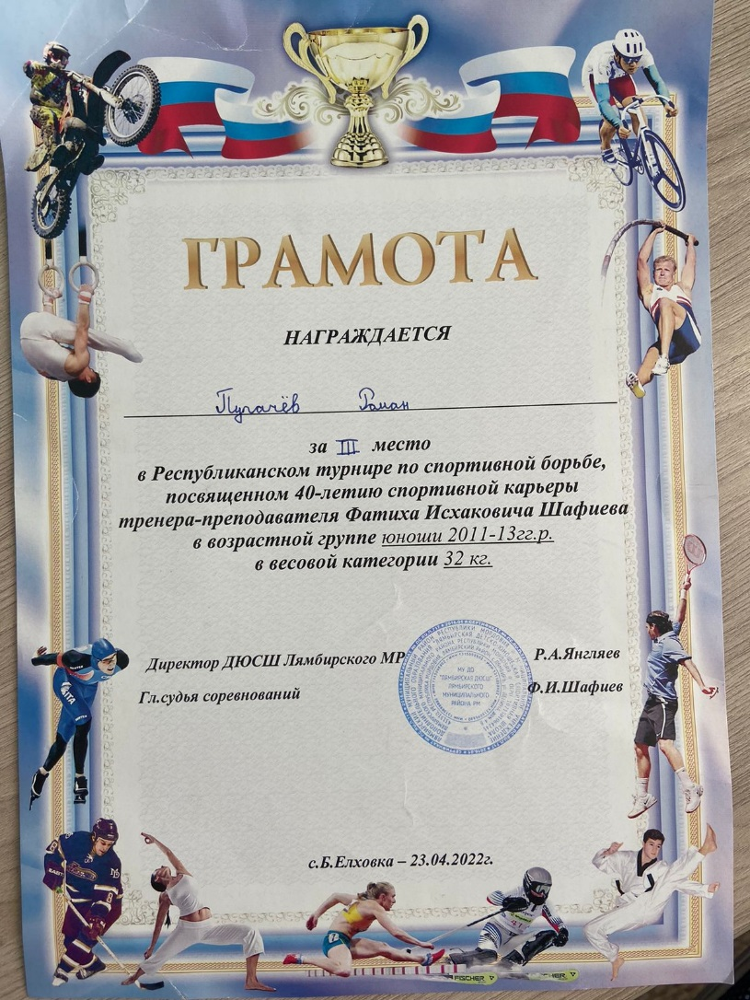 ГРАМОТА
НАГРАЖДАЕТСЯ
Пугачёв Роман
за III место
в Республиканском турнире по спортивной борьбе,
посвященном 40-летию спортивной карьеры
тренера-преподавателя Фатиха Исхаковича Шафиева
в возрастной группе юноши 2011-13гг.р.
в весовой категории 32 кг.
Директор ДЮСШ Лямбирского МР Р.А.Янгляев
Гл.судья соревнований Ф.И.Шафиев
МУ ДО
"ЛЯМБИРСКАЯ ДЮСШ"
ЛЯМБИРСКОГО
МУНИЦИПАЛЬНОГО
РАЙОНА РМ
с.Б.Елховка – 23.04.2022г.
FISCHER